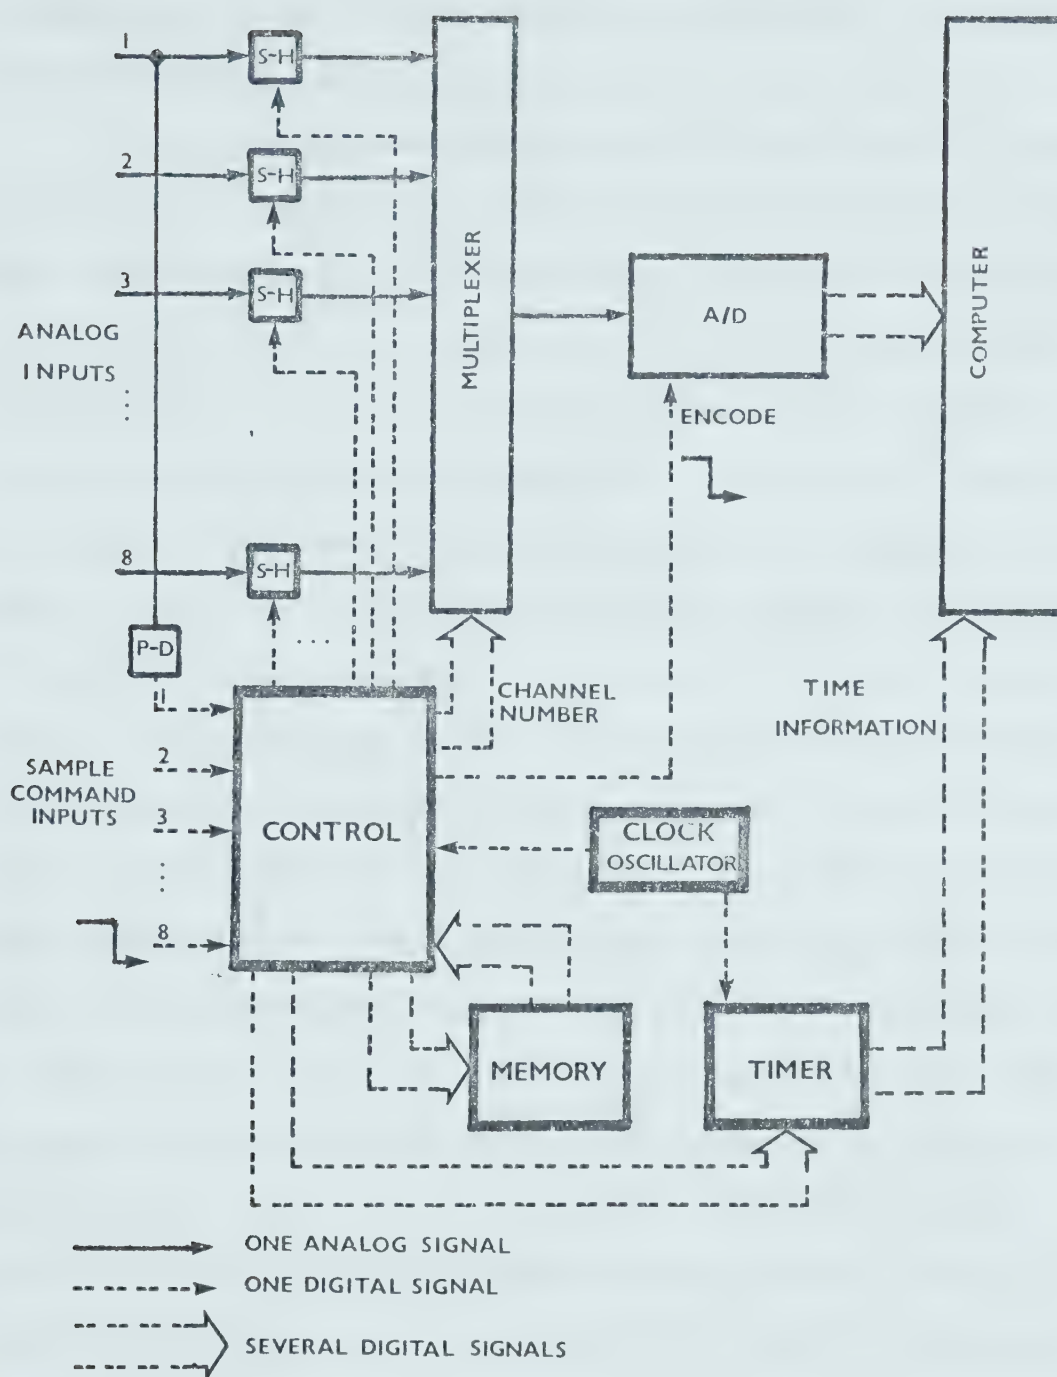 1
S-H
2
S-H
3
S-H
ANALOG
INPUTS
. . .
8
S-H
. . . .
MULTIPLEXER
A/D
ENCODE
COMPUTER
P-D
1
2
3
. . .
8
SAMPLE
COMMAND
INPUTS
CONTROL
CHANNEL
NUMBER
TIME
INFORMATION
CLOCK
OSCILLATOR
MEMORY
TIMER
ONE ANALOG SIGNAL
ONE DIGITAL SIGNAL
SEVERAL DIGITAL SIGNALS